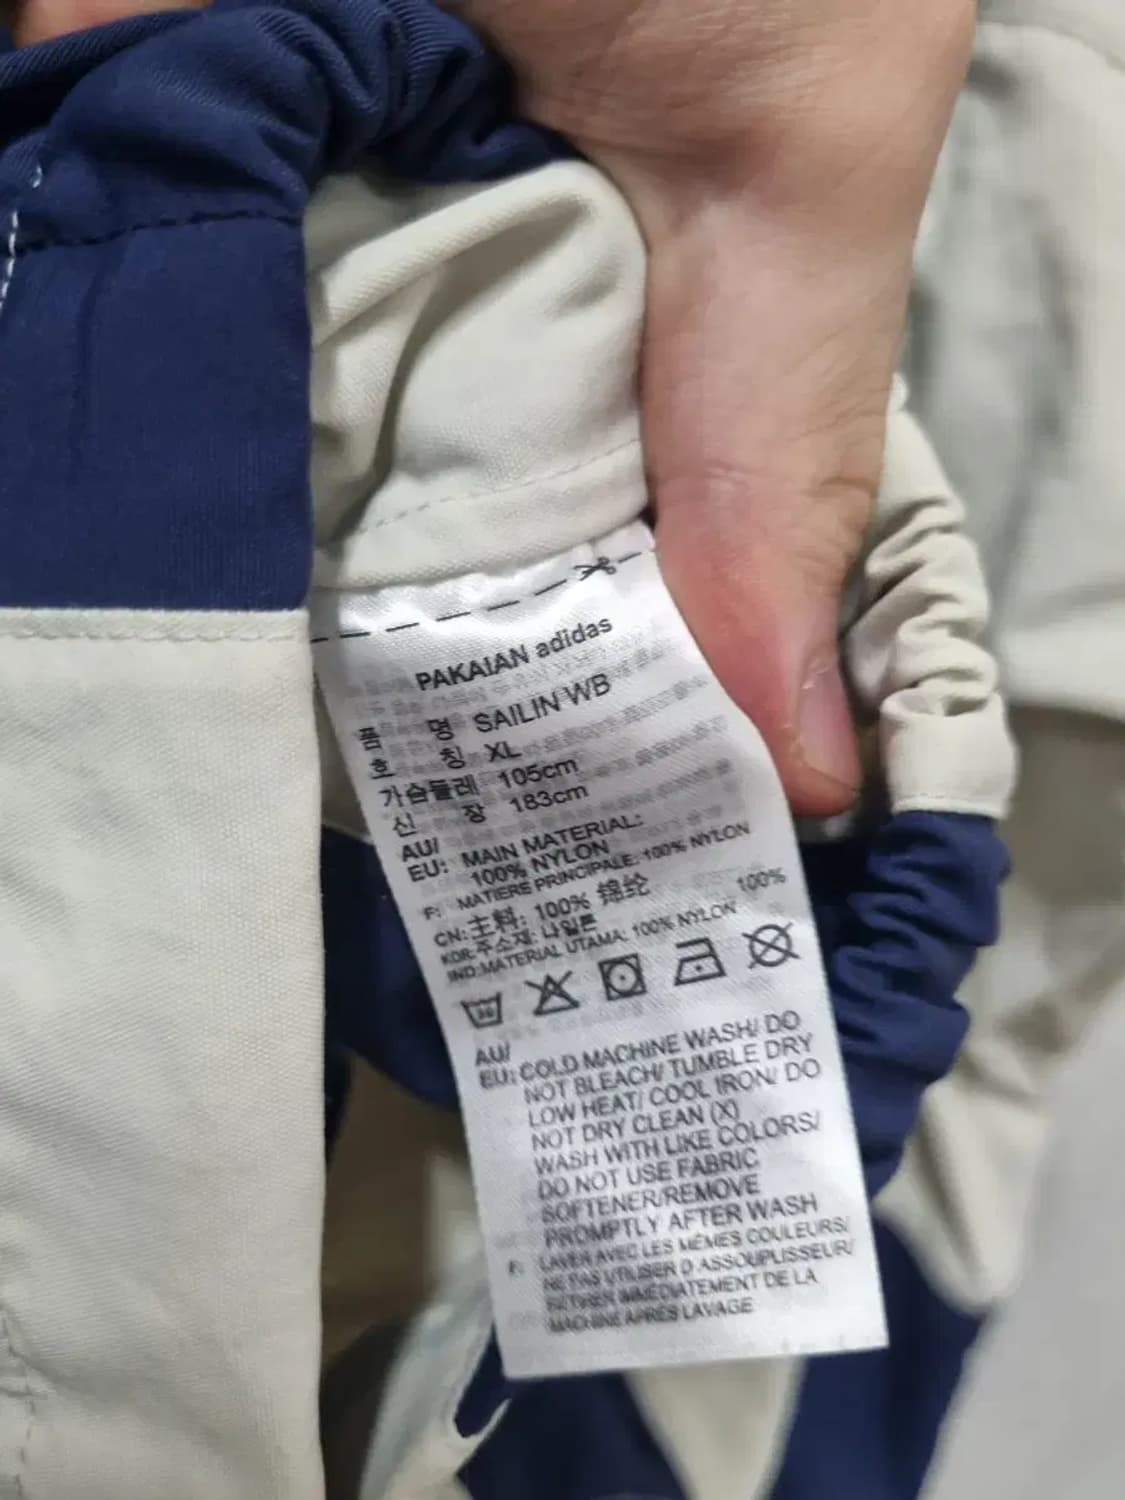 PAKAIAN adidas
품 명 SAILIN WB
호 칭 XL
가슴둘레 105cm
신 장 183cm
AU/
EU: MAIN MATERIAL:
100% NYLON
F: MATIERE PRINCIPALE: 100% NYLON
CN: 主料: 100% 锦纶
KOR: 주소재: 나일론 100%
IND: MATERIAL UTAMA: 100% NYLON
AU/
EU: COLD MACHINE WASH/ DO
NOT BLEACH/ TUMBLE DRY
LOW HEAT/ COOL IRON/ DO
NOT DRY CLEAN (X)
WASH WITH LIKE COLORS/
DO NOT USE FABRIC
SOFTENER/REMOVE
PROMPTLY AFTER WASH
F: LAVER AVEC LES MÊMES COULEURS/
NE PAS UTILISER D ASSOUPLISSEUR/
RETIRER IMMÉDIATEMENT DE LA
MACHINE APRÈS LAVAGE